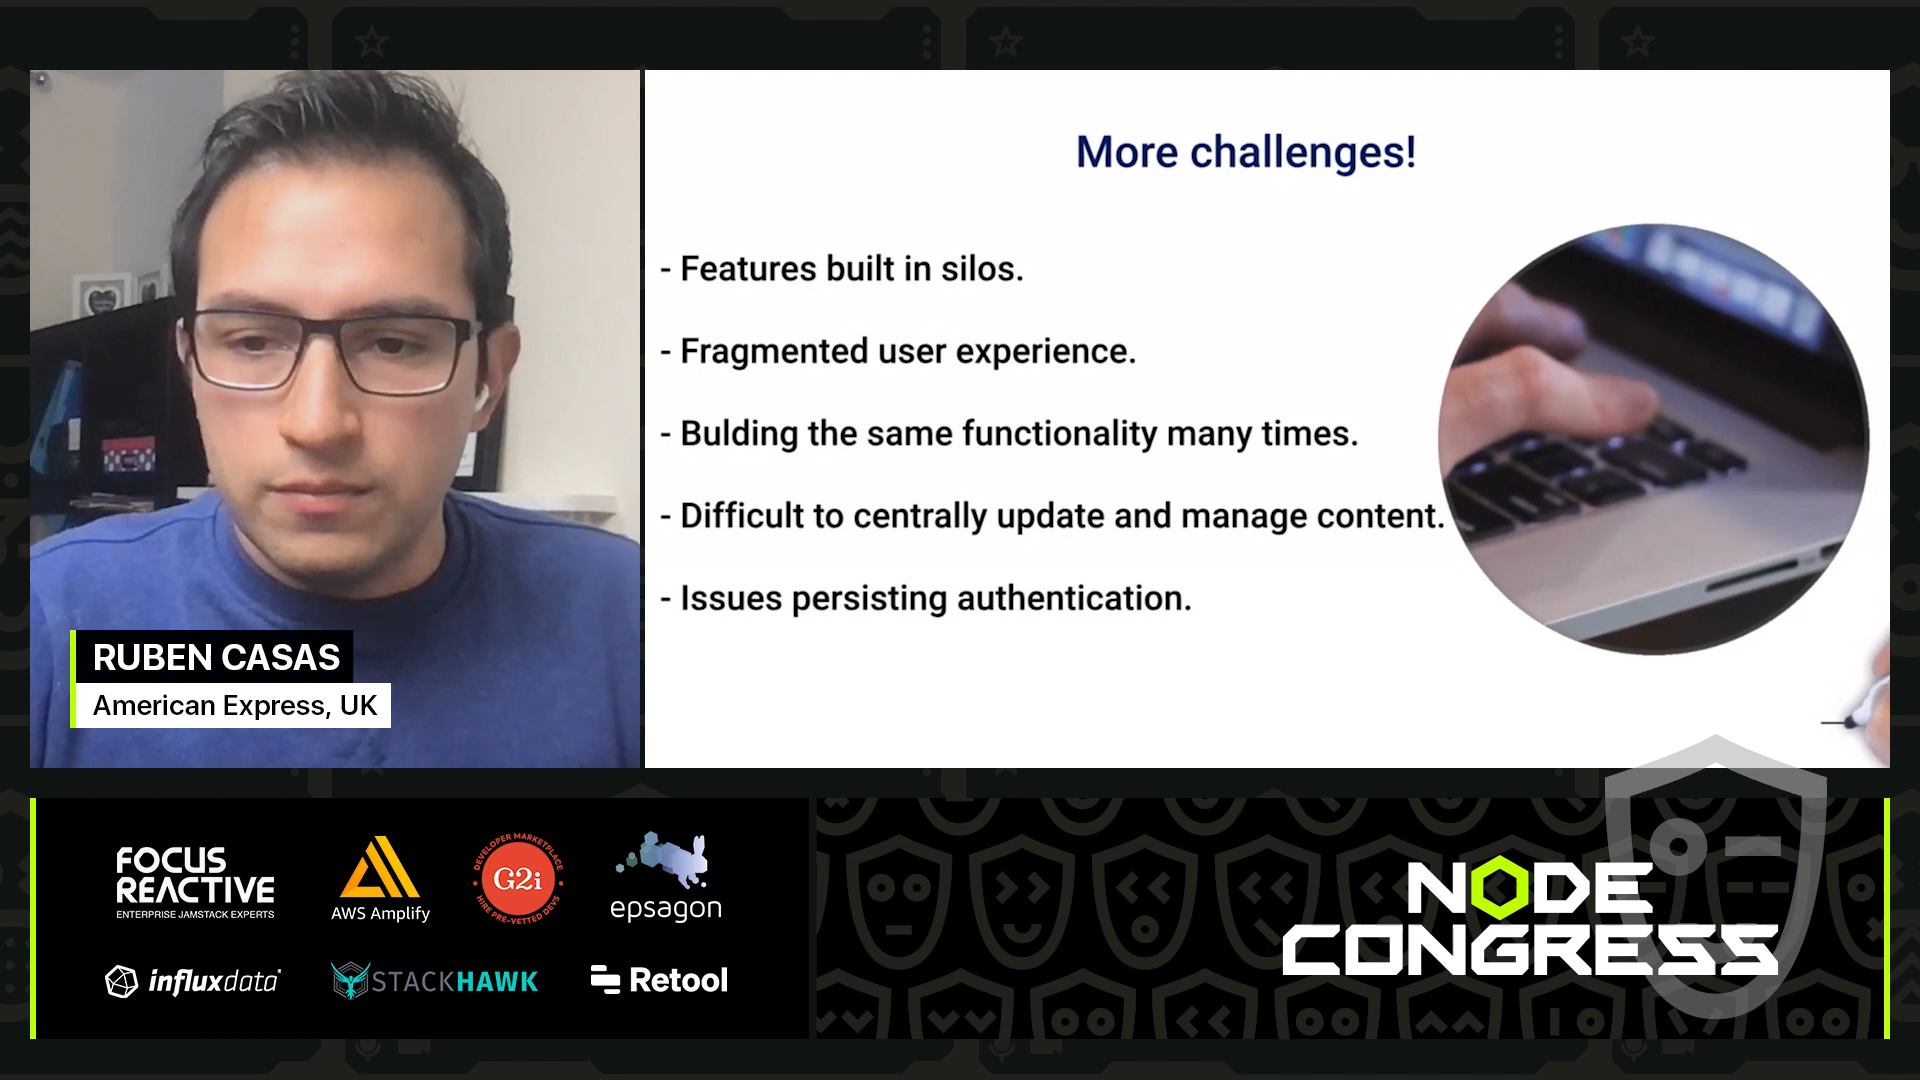 More challenges!
- Features built in silos.
- Fragmented user experience.
- Bulding the same functionality many times.
- Difficult to centrally update and manage content.
- Issues persisting authentication.
RUBEN CASAS
American Express, UK
FOCUS
REACTIVE
ENTERPRISE JAMSTACK EXPERTS
AWS Amplify
DEVELOPER MARKETPLACE
G2i
HIRE PRE-VETTED DEVS
epsagon
influxdata
STACKHAWK
Retool
NODE
CONGRESS